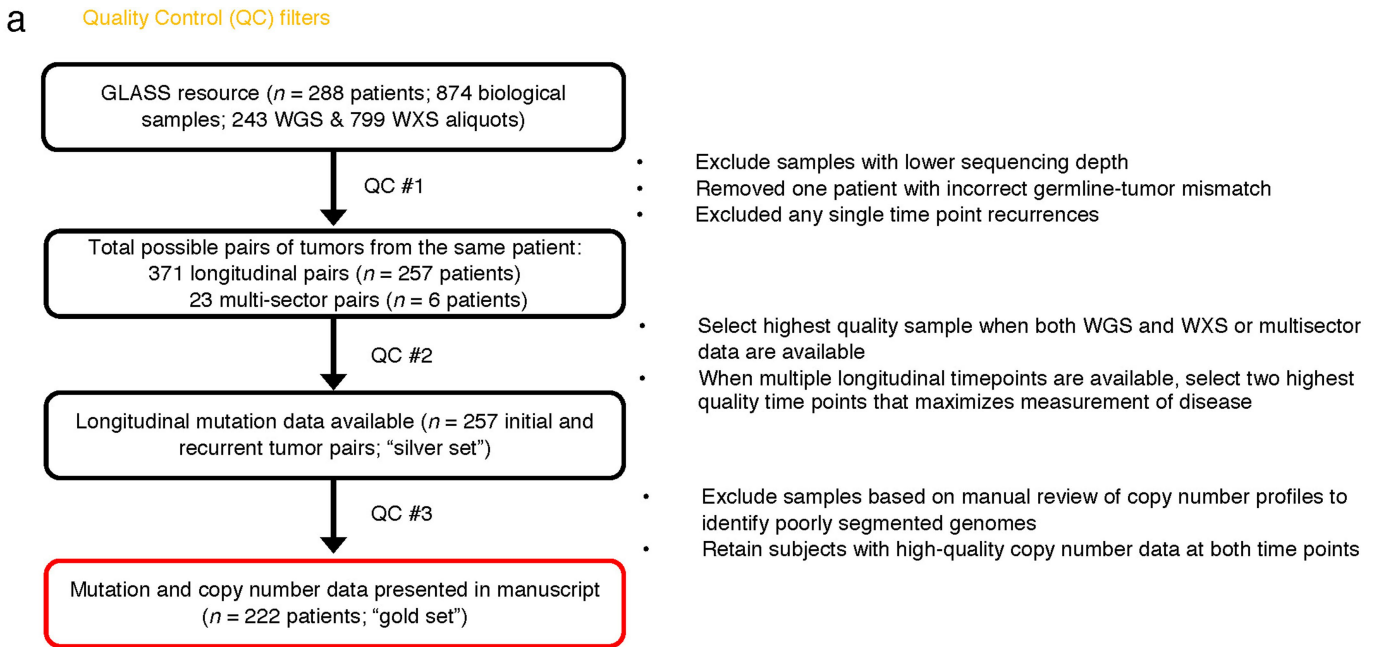 a
Quality Control (QC) filters
GLASS resource (n = 288 patients; 874 biological
samples; 243 WGS & 799 WXS aliquots)
QC #1
• Exclude samples with lower sequencing depth
• Removed one patient with incorrect germline-tumor mismatch
• Excluded any single time point recurrences
Total possible pairs of tumors from the same patient:
371 longitudinal pairs (n = 257 patients)
23 multi-sector pairs (n = 6 patients)
QC #2
• Select highest quality sample when both WGS and WXS or multisector
data are available
• When multiple longitudinal timepoints are available, select two highest
quality time points that maximizes measurement of disease
Longitudinal mutation data available (n = 257 initial and
recurrent tumor pairs; “silver set”)
QC #3
• Exclude samples based on manual review of copy number profiles to
identify poorly segmented genomes
• Retain subjects with high-quality copy number data at both time points
Mutation and copy number data presented in manuscript
(n = 222 patients; “gold set”)